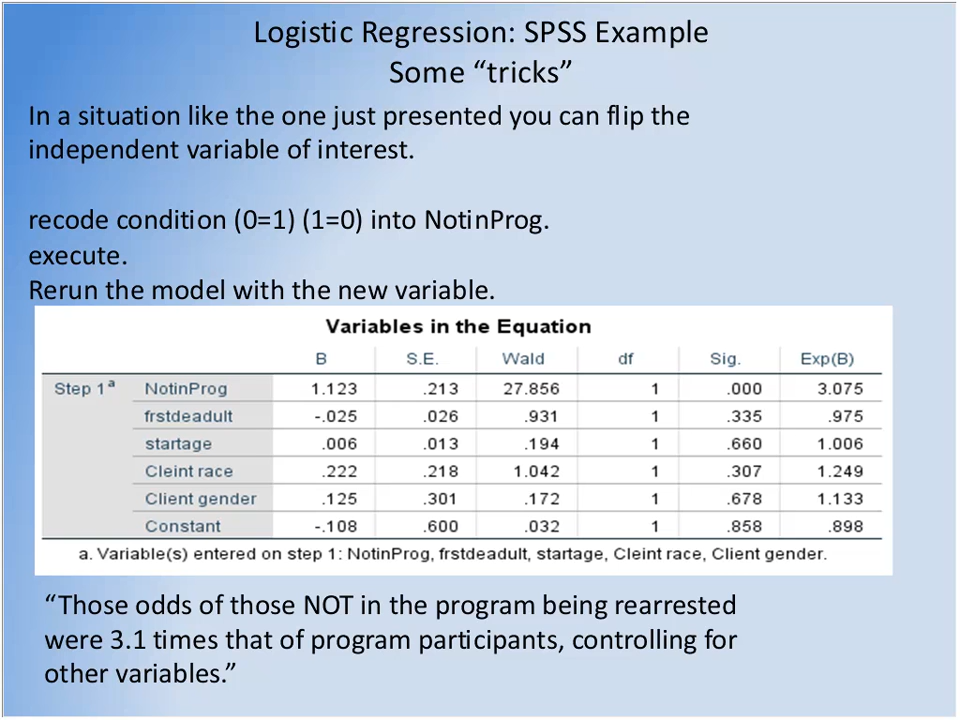 Logistic Regression: SPSS Example
Some “tricks”
In a situation like the one just presented you can flip the
independent variable of interest.
recode condition (0=1) (1=0) into NotinProg.
execute.
Rerun the model with the new variable.
Variables in the Equation
B S.E. Wald df Sig. Exp(B)
Step 1ᵃ NotinProg 1.123 .213 27.856 1 .000 3.075
frstdeadult -.025 .026 .931 1 .335 .975
startage .006 .013 .194 1 .660 1.006
Cleint race .222 .218 1.042 1 .307 1.249
Client gender .125 .301 .172 1 .678 1.133
Constant -.108 .600 .032 1 .858 .898
a. Variable(s) entered on step 1: NotinProg, frstdeadult, startage, Cleint race, Client gender.
“Those odds of those NOT in the program being rearrested
were 3.1 times that of program participants, controlling for
other variables.”